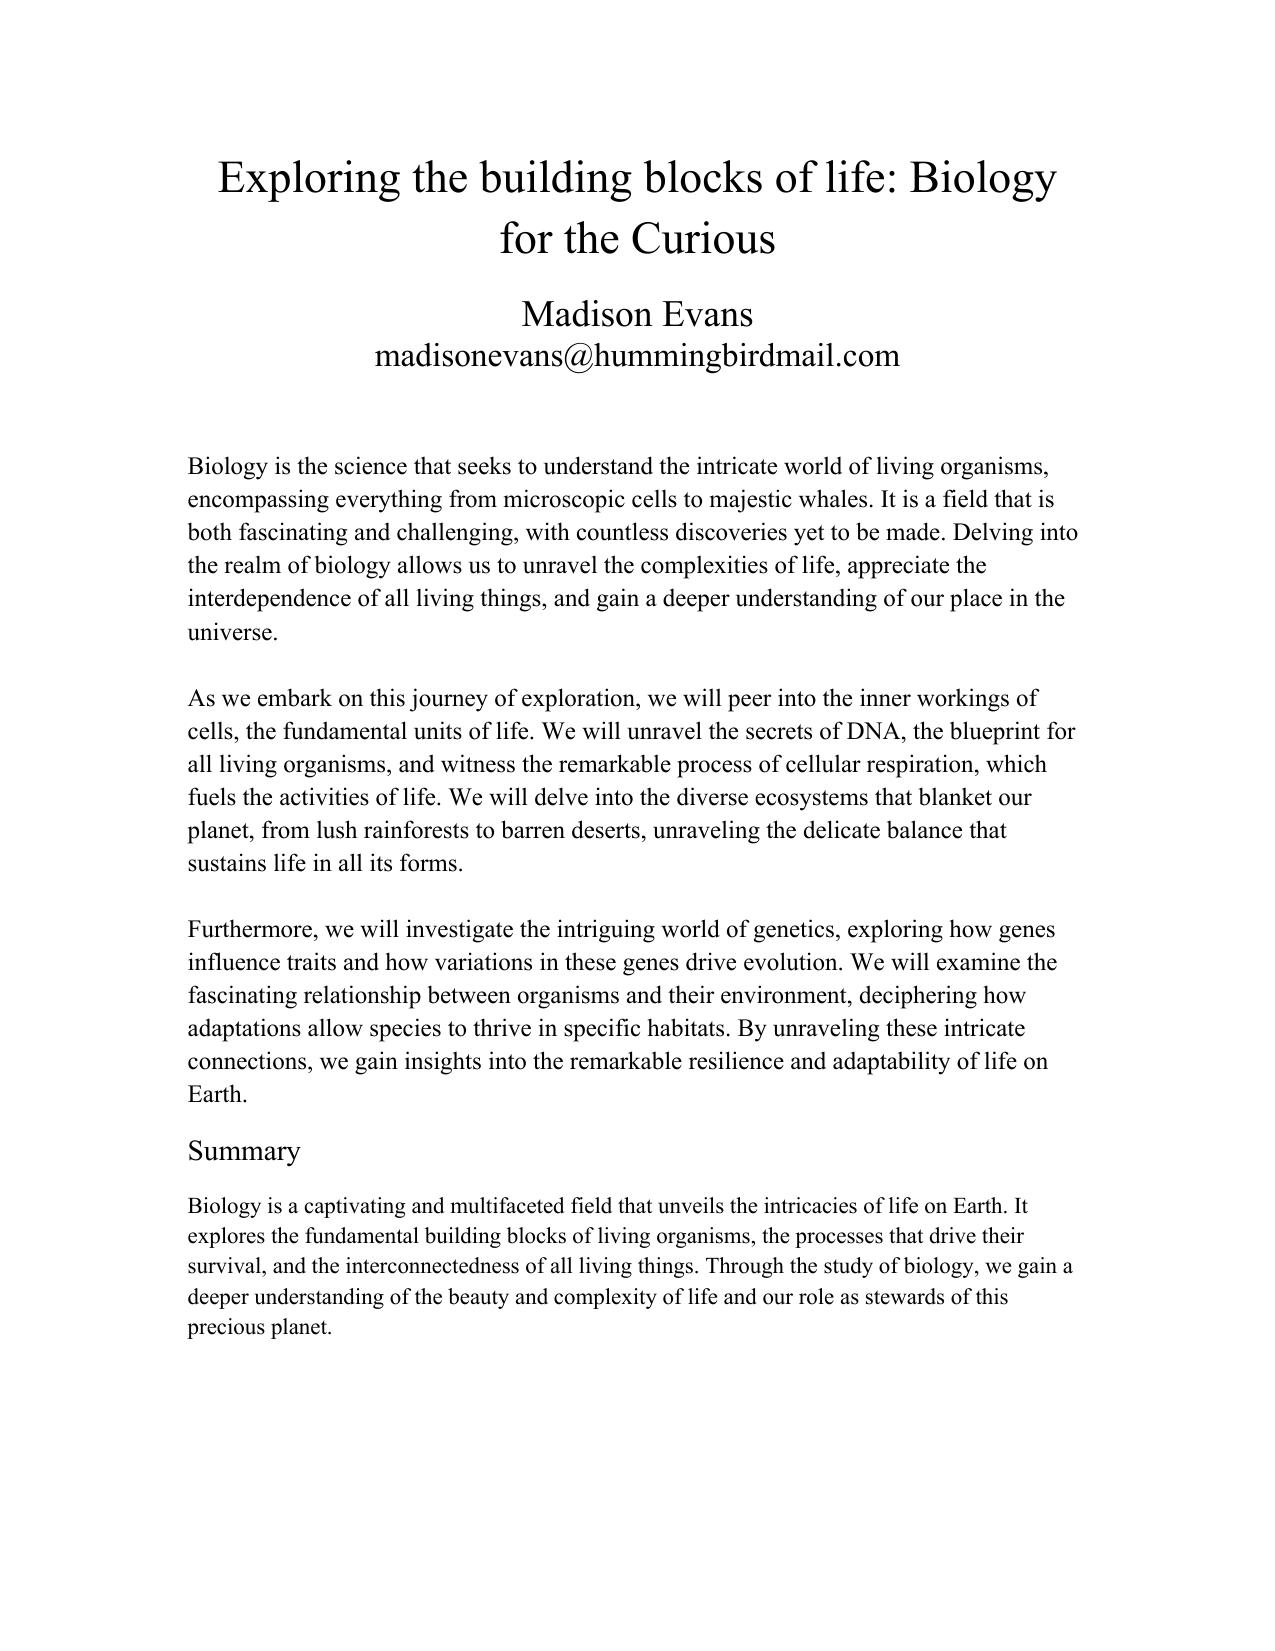 Exploring the building blocks of life: Biology
for the Curious
Madison Evans
madisonevans@hummingbirdmail.com
Biology is the science that seeks to understand the intricate world of living organisms,
encompassing everything from microscopic cells to majestic whales. It is a field that is
both fascinating and challenging, with countless discoveries yet to be made. Delving into
the realm of biology allows us to unravel the complexities of life, appreciate the
interdependence of all living things, and gain a deeper understanding of our place in the
universe.
As we embark on this journey of exploration, we will peer into the inner workings of
cells, the fundamental units of life. We will unravel the secrets of DNA, the blueprint for
all living organisms, and witness the remarkable process of cellular respiration, which
fuels the activities of life. We will delve into the diverse ecosystems that blanket our
planet, from lush rainforests to barren deserts, unraveling the delicate balance that
sustains life in all its forms.
Furthermore, we will investigate the intriguing world of genetics, exploring how genes
influence traits and how variations in these genes drive evolution. We will examine the
fascinating relationship between organisms and their environment, deciphering how
adaptations allow species to thrive in specific habitats. By unraveling these intricate
connections, we gain insights into the remarkable resilience and adaptability of life on
Earth.
Summary
Biology is a captivating and multifaceted field that unveils the intricacies of life on Earth. It
explores the fundamental building blocks of living organisms, the processes that drive their
survival, and the interconnectedness of all living things. Through the study of biology, we gain a
deeper understanding of the beauty and complexity of life and our role as stewards of this
precious planet.